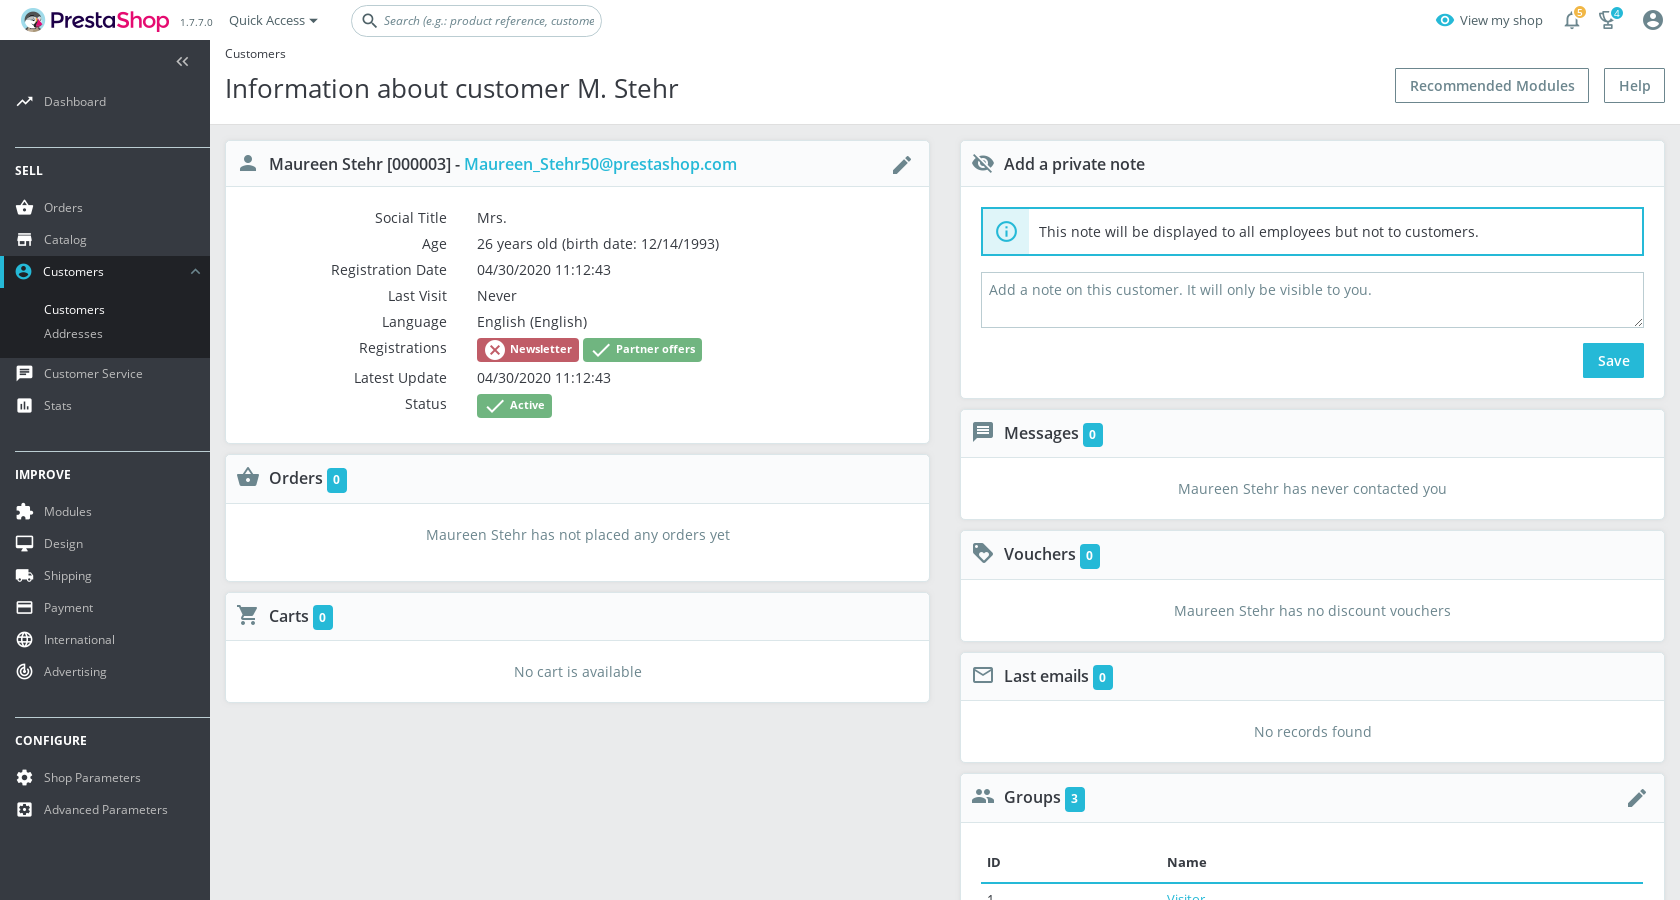 PrestaShop 1.7.7.0 Quick Access Search (e.g.: product reference, custome View my shop 5 4
Dashboard
SELL
Orders
Catalog
Customers
Customers
Addresses
Customer Service
Stats
IMPROVE
Modules
Design
Shipping
Payment
International
Advertising
CONFIGURE
Shop Parameters
Advanced Parameters
Customers
Information about customer M. Stehr
Recommended Modules Help
Maureen Stehr [000003] - Maureen_Stehr50@prestashop.com
Social Title Mrs.
Age 26 years old (birth date: 12/14/1993)
Registration Date 04/30/2020 11:12:43
Last Visit Never
Language English (English)
Registrations Newsletter Partner offers
Latest Update 04/30/2020 11:12:43
Status Active
Orders 0
Maureen Stehr has not placed any orders yet
Carts 0
No cart is available
Add a private note
This note will be displayed to all employees but not to customers.
Add a note on this customer. It will only be visible to you.
Save
Messages 0
Maureen Stehr has never contacted you
Vouchers 0
Maureen Stehr has no discount vouchers
Last emails 0
No records found
Groups 3
ID Name
1 Visitor